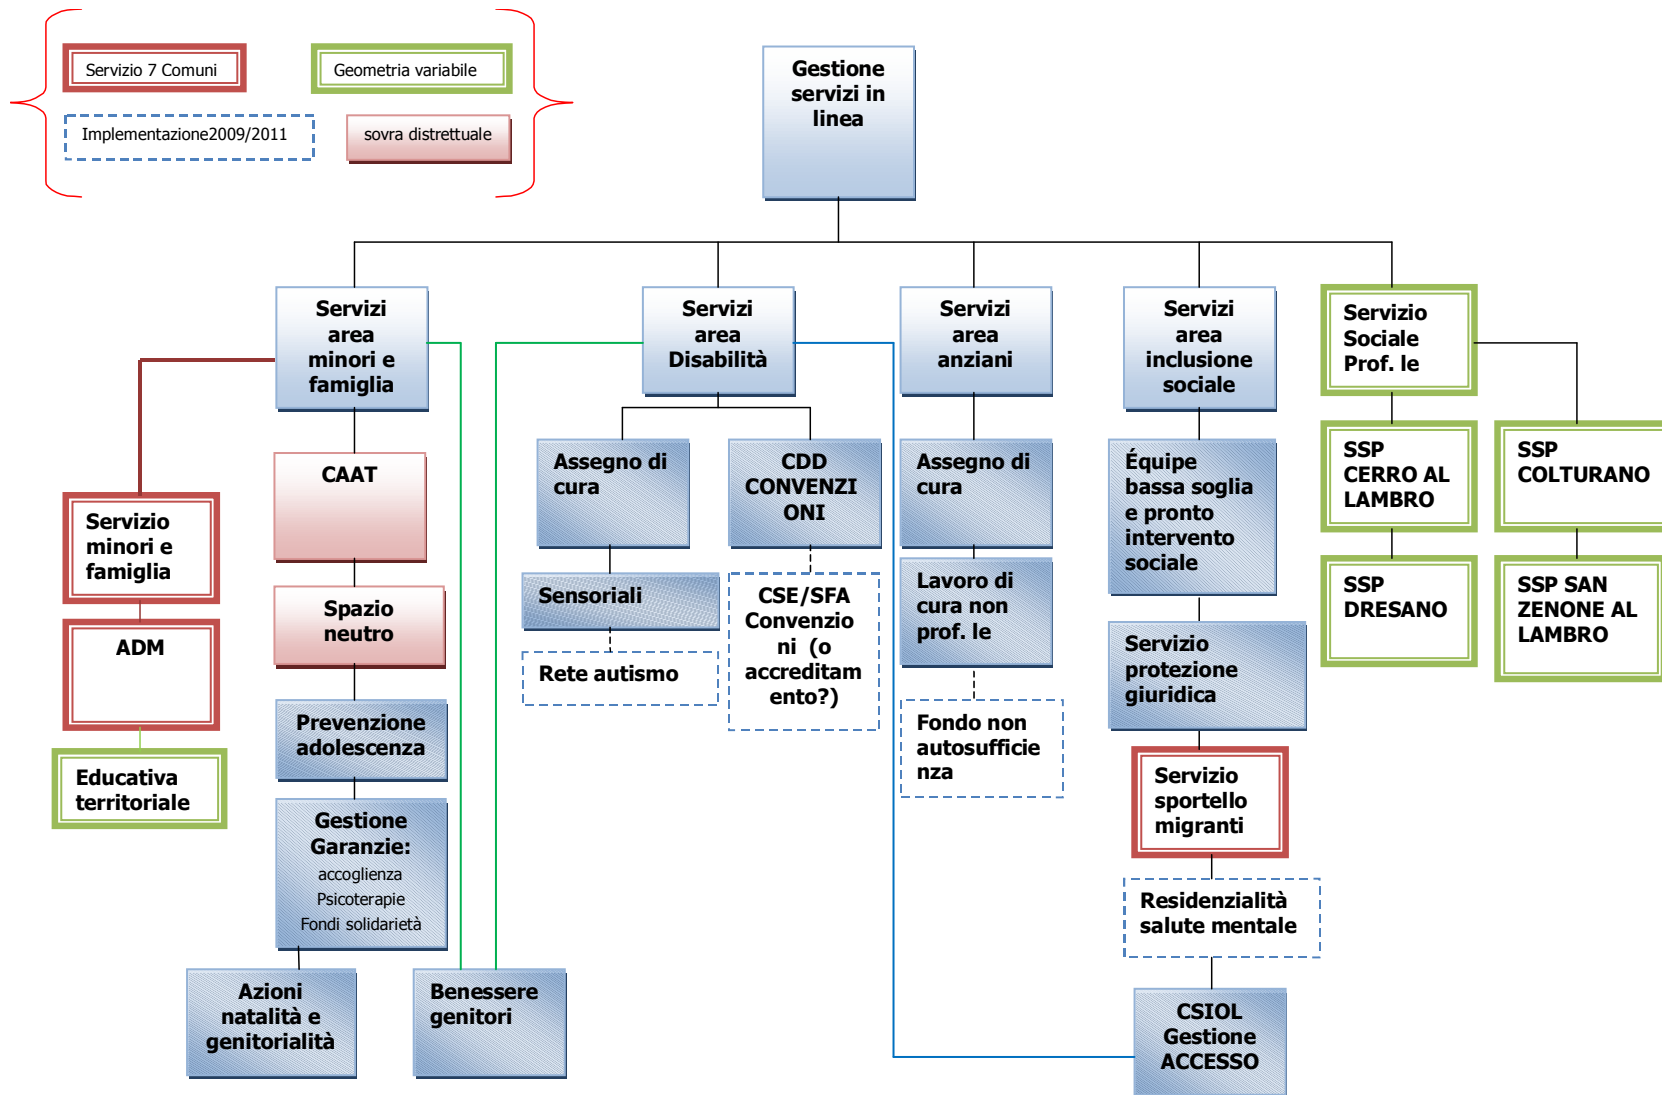 Servizio 7 Comuni
Geometria variabile
Implementazione2009/2011
sovra distrettuale
Gestione
servizi in
linea
Servizi
area
minori e
famiglia
Servizi
area
Disabilità
Servizi
area
anziani
Servizi
area
inclusione
sociale
Servizio
Sociale
Prof. le
CAAT
Assegno di
cura
CDD
CONVENZI
ONI
Assegno di
cura
Équipe
bassa soglia
e pronto
intervento
sociale
SSP
CERRO AL
LAMBRO
SSP
COLTURANO
Servizio
minori e
famiglia
Spazio
neutro
Sensoriali
CSE/SFA
Convenzio
ni (o
accreditam
ento?)
Lavoro di
cura non
prof. le
SSP
DRESANO
SSP SAN
ZENONE AL
LAMBRO
ADM
Rete autismo
Servizio
protezione
giuridica
Prevenzione
adolescenza
Fondo non
autosufficie
nza
Educativa
territoriale
Servizio
sportello
migranti
Gestione
Garanzie:
accoglienza
Psicoterapie
Fondi solidarietà
Residenzialità
salute mentale
Azioni
natalità e
genitorialità
Benessere
genitori
CSIOL
Gestione
ACCESSO